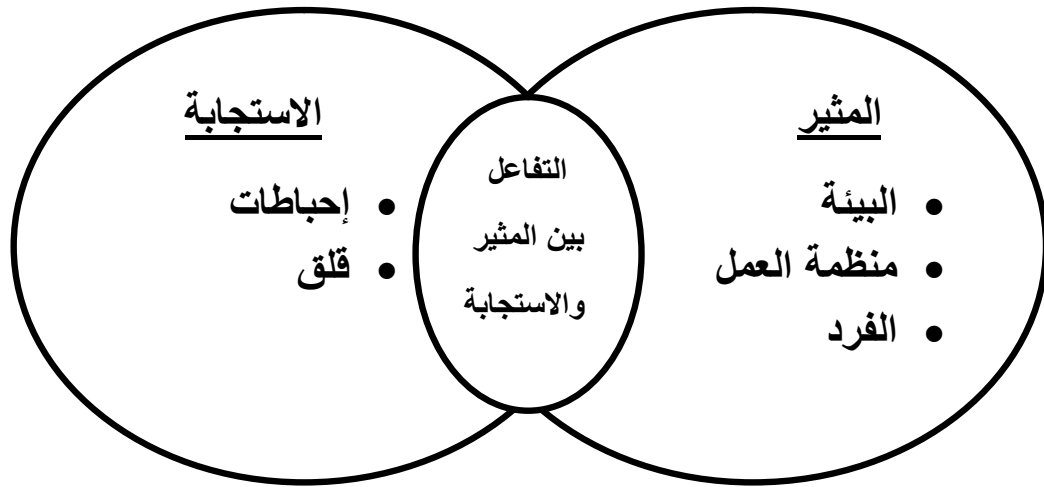 المثير
البيئة
منظمة العمل
الفرد
التفاعل
بين المثير
والاستجابة
الاستجابة
إحباطات
قلق